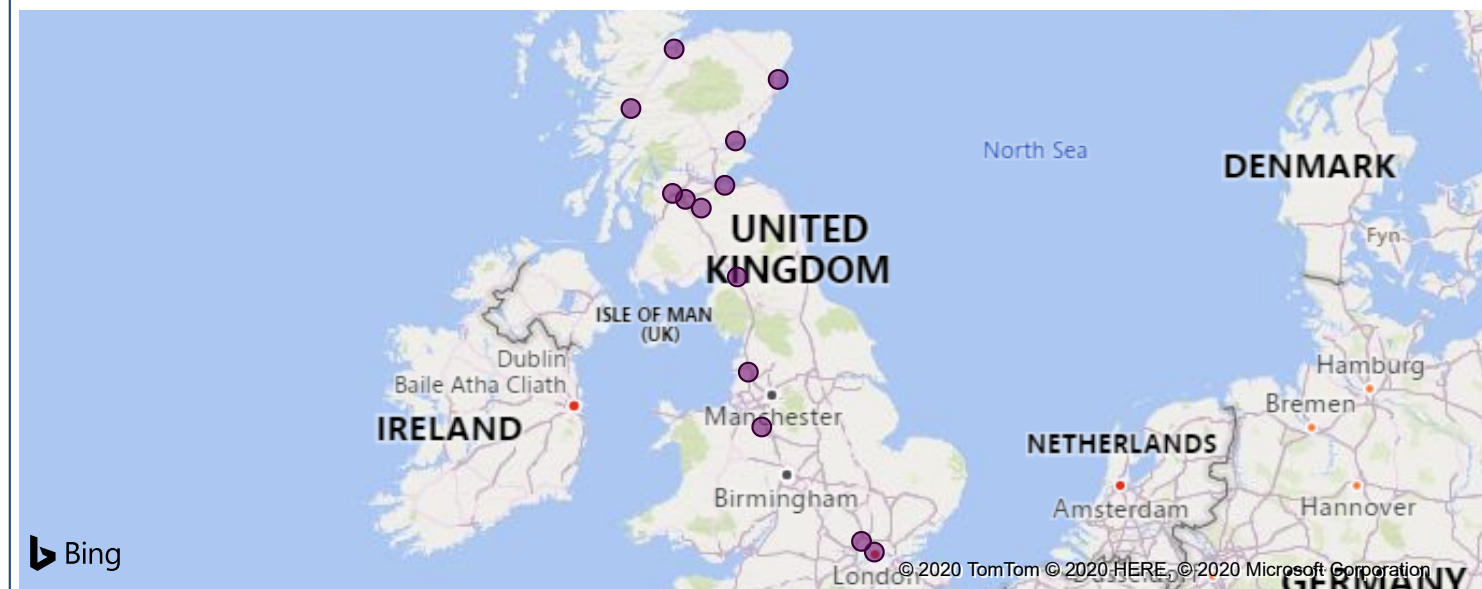 North Sea
DENMARK
Fyn
UNITED
KINGDOM
ISLE OF MAN
(UK)
Dublin
Baile Atha Cliath
IRELAND
Manchester
Hamburg
Bremen
NETHERLANDS
Birmingham
Amsterdam
Hannover
Bing
London
© 2020 TomTom © 2020 HERE, © 2020 Microsoft Corporation
GERMANY